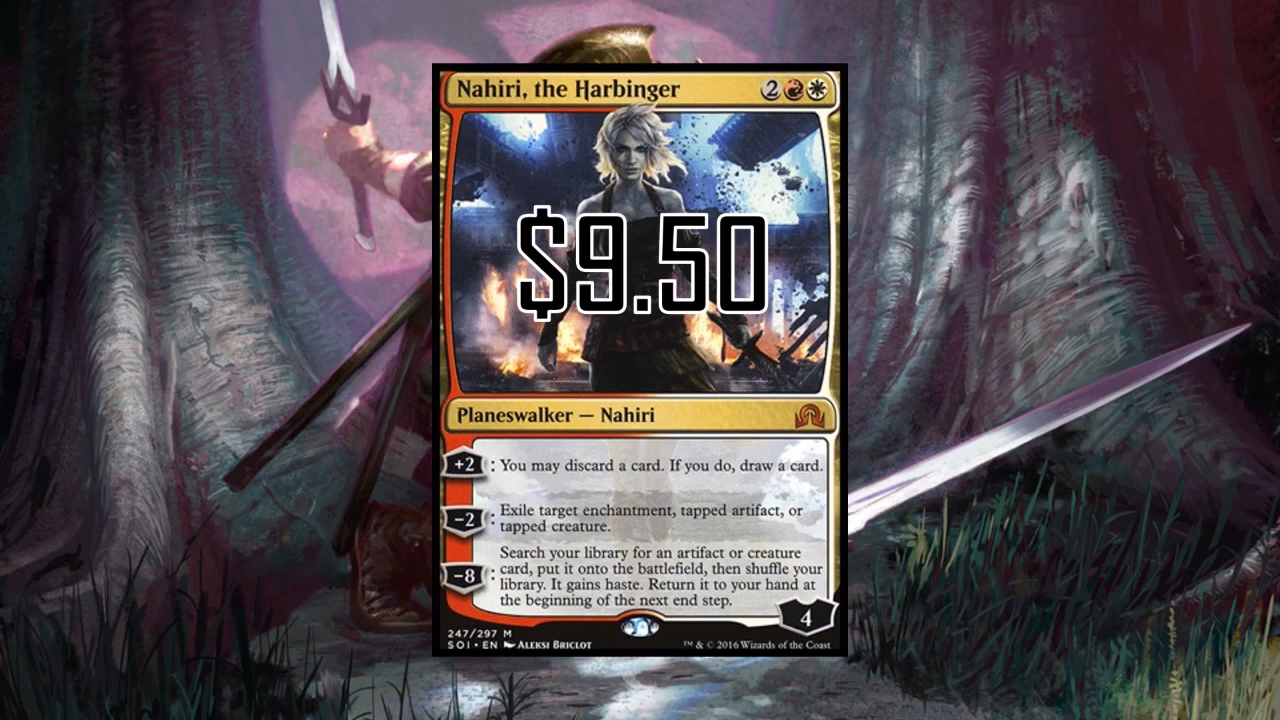 Nahiri, the Harbinger 2
$9.50
Planeswalker — Nahiri
+2 : You may discard a card. If you do, draw a card.
−2 : Exile target enchantment, tapped artifact, or
tapped creature.
Search your library for an artifact or creature
card, put it onto the battlefield, then shuffle your
−8 : library. It gains haste. Return it to your hand at
the beginning of the next end step.
4
247/297 M
SOI • EN ALEKSI BRICLOT
™ & © 2016 Wizards of the Coast